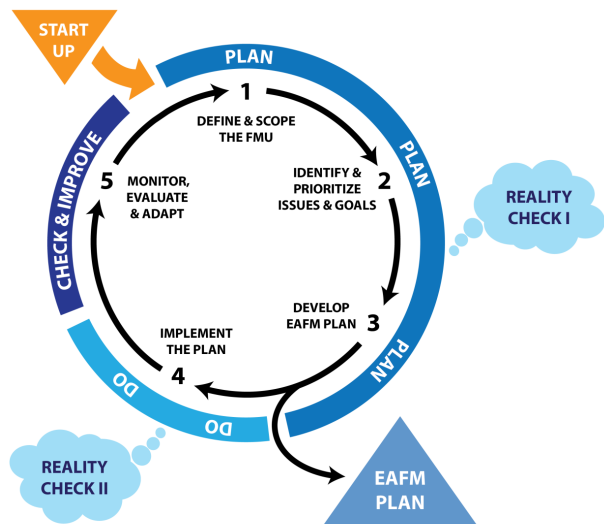 START
UP
PLAN
1
DEFINE & SCOPE
THE FMU
PLAN
2
IDENTIFY &
PRIORITIZE
ISSUES & GOALS
REALITY
CHECK I
3
DEVELOP
EAFM PLAN
PLAN
4
IMPLEMENT
THE PLAN
DO
DO
REALITY
CHECK II
EAFM
PLAN
5
MONITOR,
EVALUATE
& ADAPT
CHECK & IMPROVE